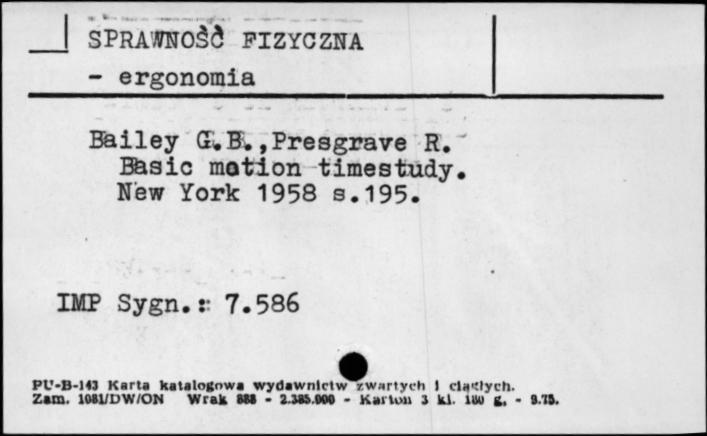 SPRAWNOŚĆ FIZYCZNA
- ergonomia
Bailey G.B.,Presgrave R.
Basic motion timestudy.
New York 1958 s.195.
IMP Sygn.: 7.586
PU-B-143 Karta katalogowa wydawnictw zwartych i ciągłych.
Zam. 1081/DW/ON Wrak 888 - 2.385.000 - Karton 3 kl. 180 g. - 9.75.